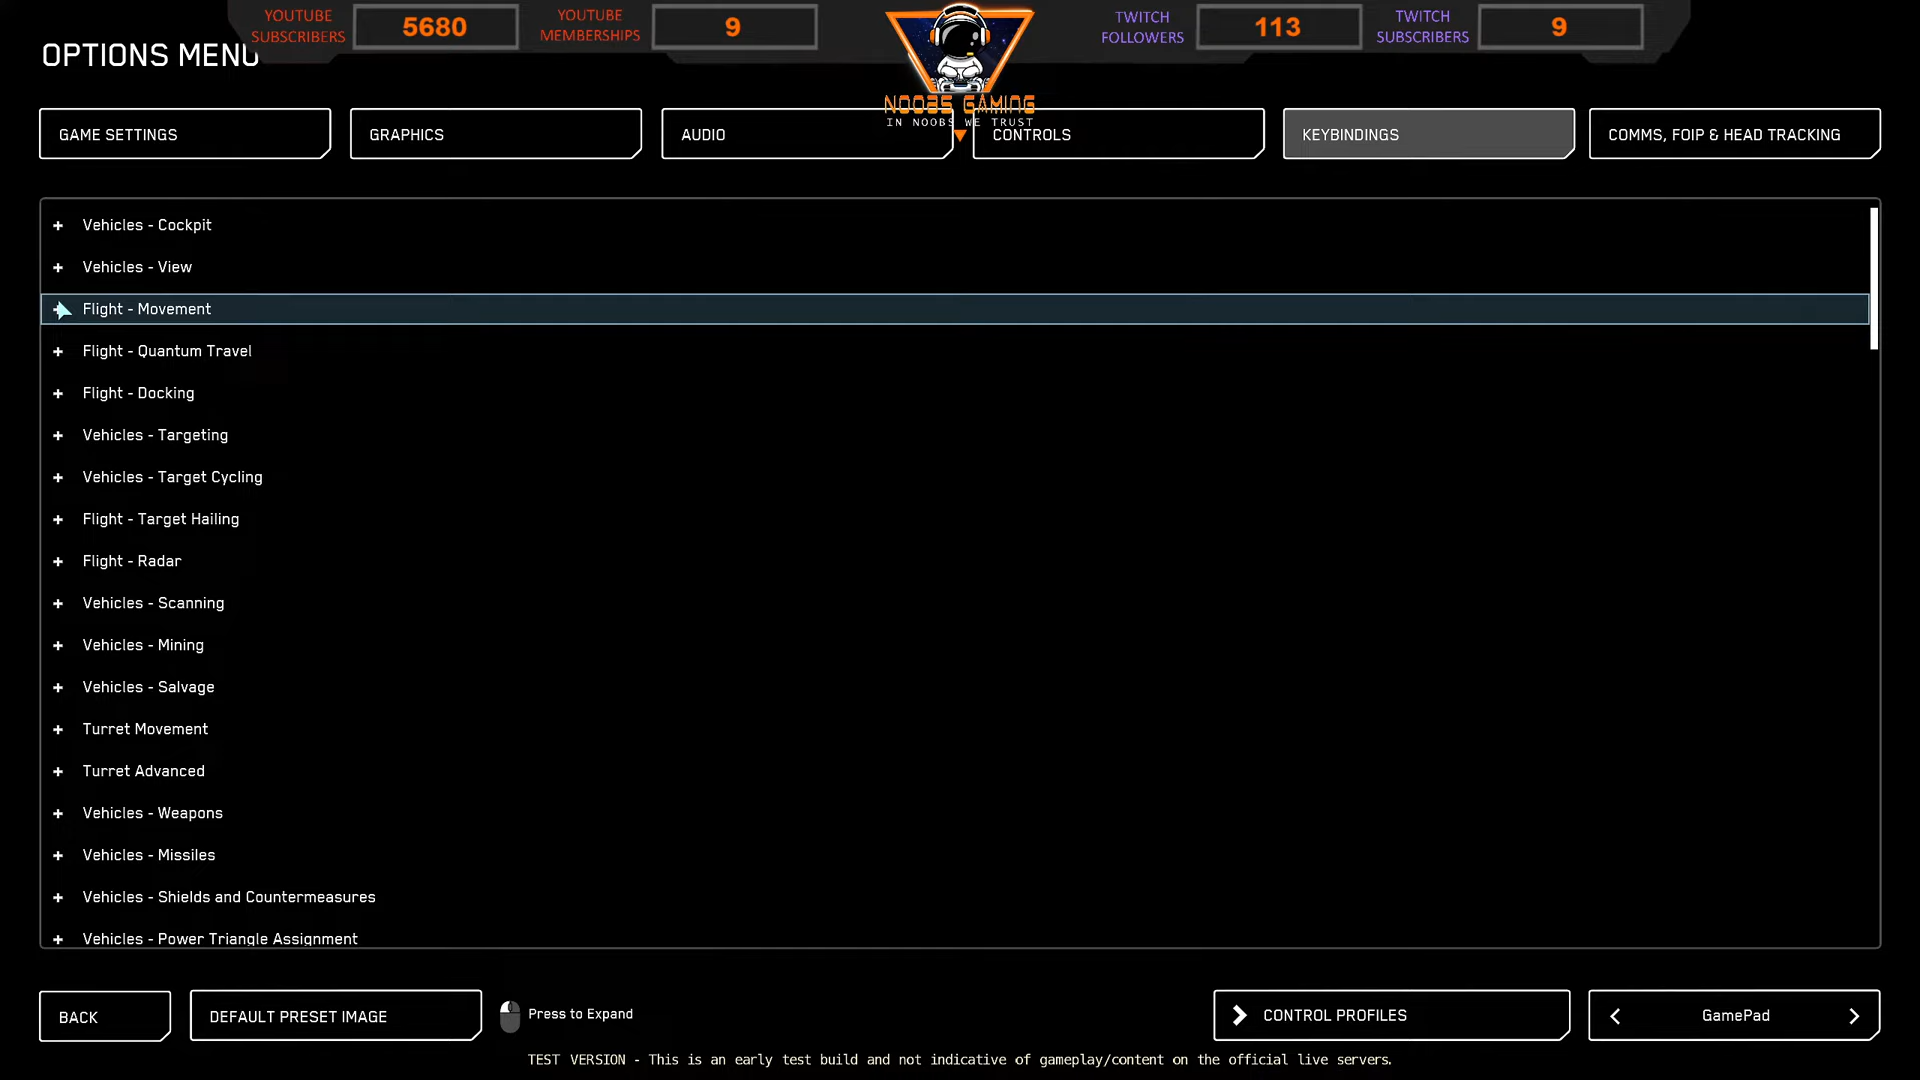 YOUTUBE
SUBSCRIBERS
5680
YOUTUBE
MEMBERSHIPS
9
TWITCH
FOLLOWERS
113
TWITCH
SUBSCRIBERS
9
OPTIONS MENU
NOOBS GAMING
IN NOOBS WE TRUST
GAME SETTINGS
GRAPHICS
AUDIO
CONTROLS
KEYBINDINGS
COMMS, FOIP & HEAD TRACKING
+ Vehicles - Cockpit
+ Vehicles - View
+ Flight - Movement
+ Flight - Quantum Travel
+ Flight - Docking
+ Vehicles - Targeting
+ Vehicles - Target Cycling
+ Flight - Target Hailing
+ Flight - Radar
+ Vehicles - Scanning
+ Vehicles - Mining
+ Vehicles - Salvage
+ Turret Movement
+ Turret Advanced
+ Vehicles - Weapons
+ Vehicles - Missiles
+ Vehicles - Shields and Countermeasures
+ Vehicles - Power Triangle Assignment
BACK
DEFAULT PRESET IMAGE
Press to Expand
CONTROL PROFILES
GamePad
TEST VERSION - This is an early test build and not indicative of gameplay/content on the official live servers.